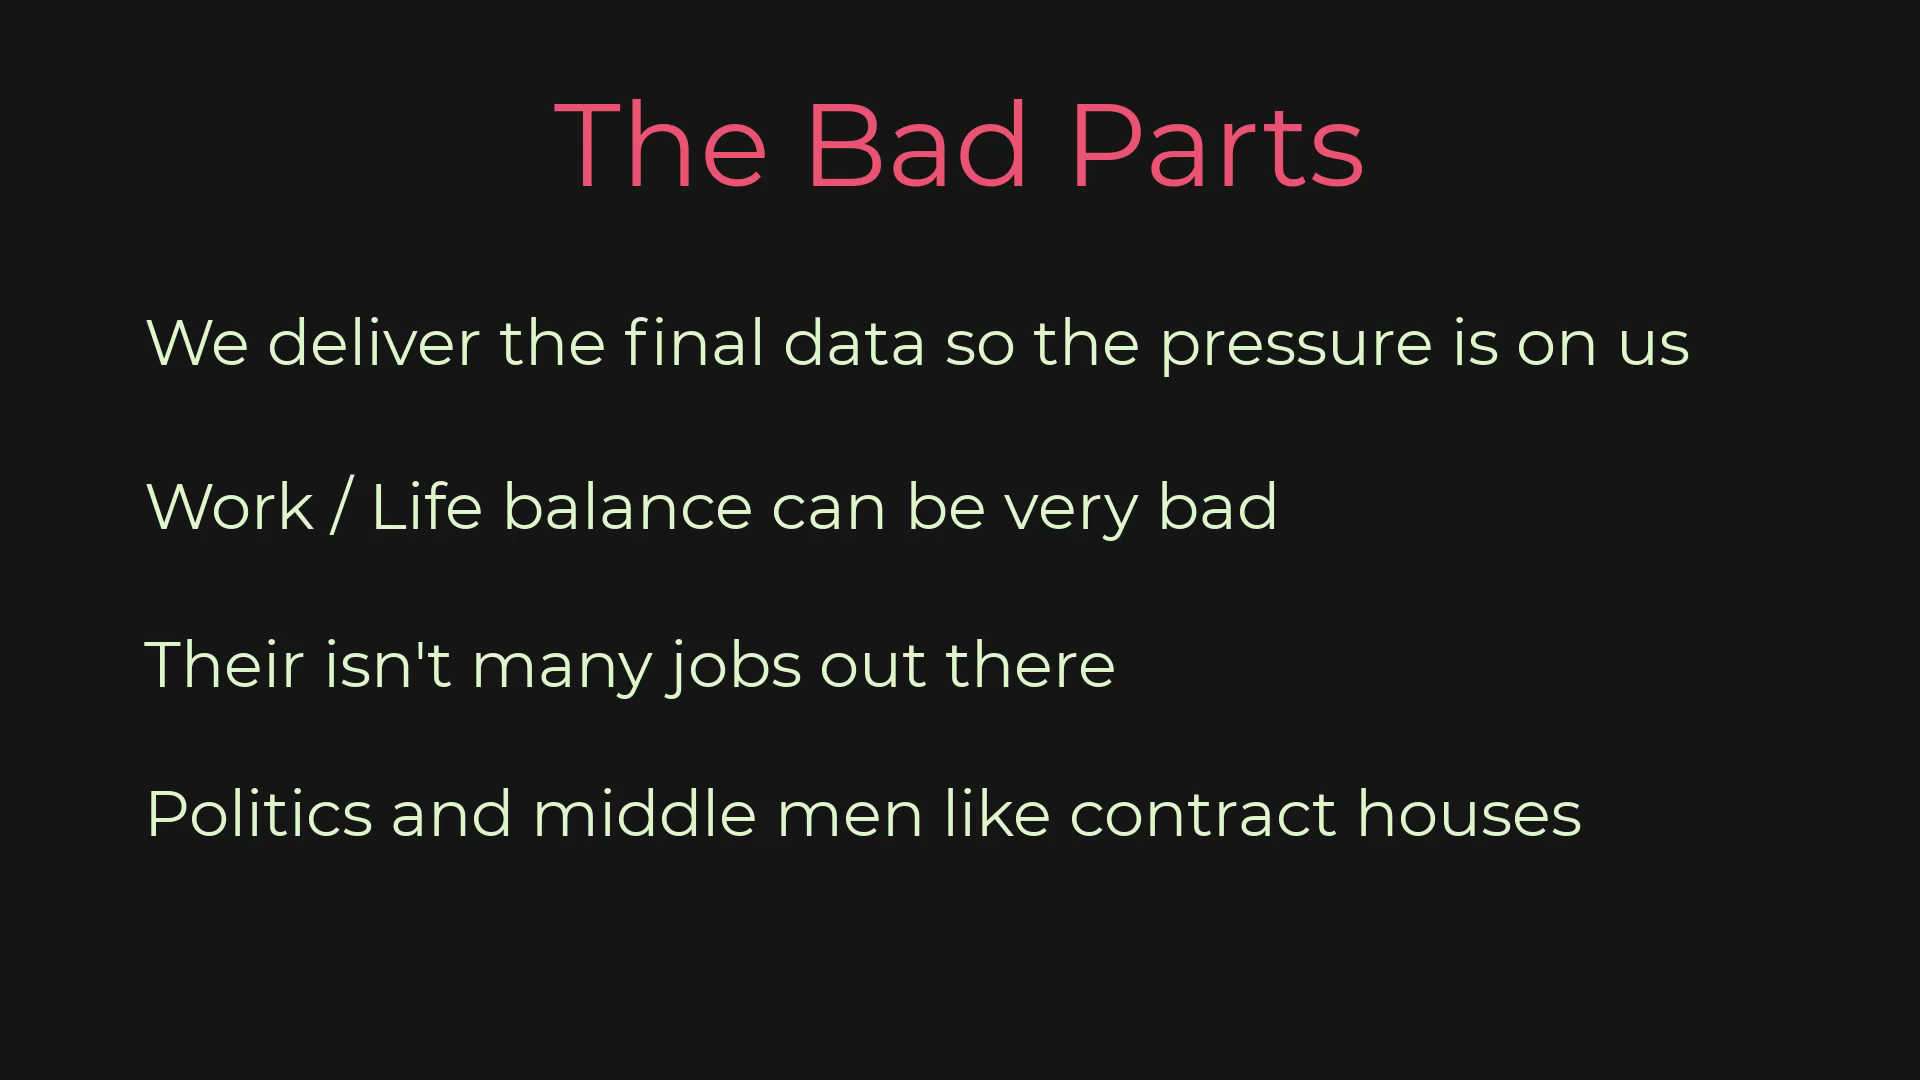 The Bad Parts
We deliver the final data so the pressure is on us
Work / Life balance can be very bad
Their isn't many jobs out there
Politics and middle men like contract houses